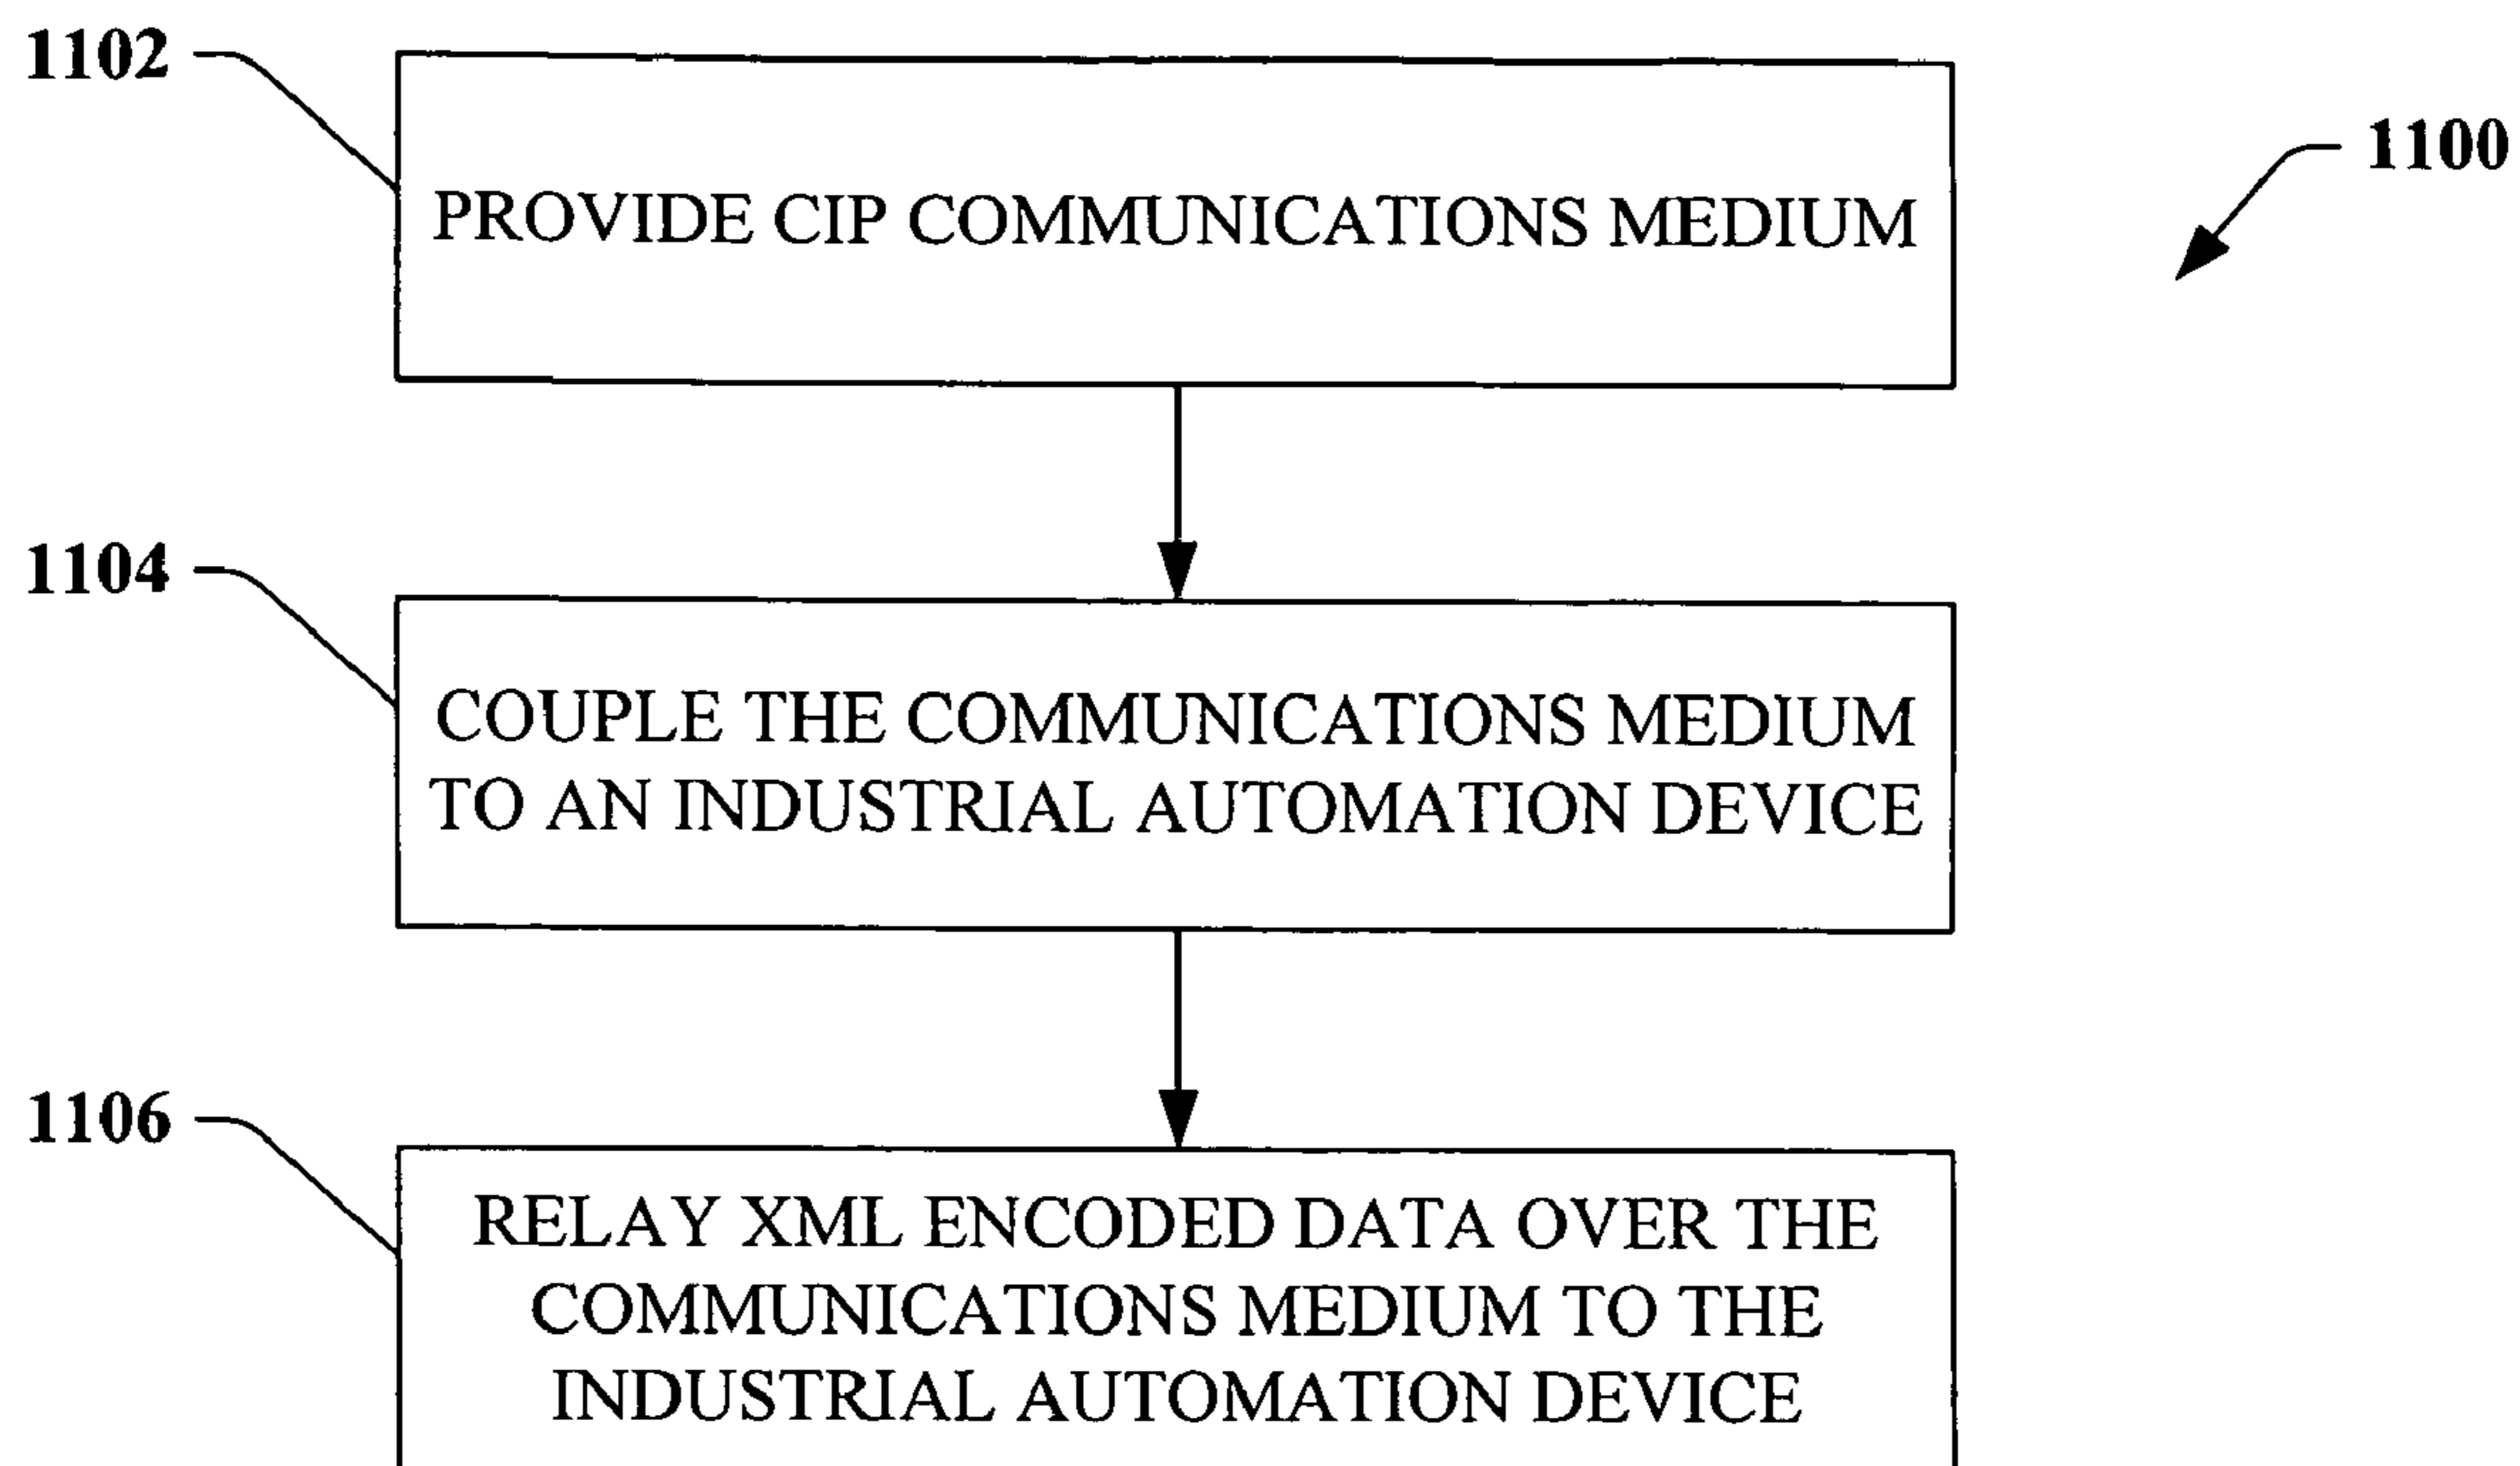 1102
1100
PROVIDE CIP COMMUNICATIONS MEDIUM
1104
COUPLE THE COMMUNICATIONS MEDIUM
TO AN INDUSTRIAL AUTOMATION DEVICE
1106
RELAY XML ENCODED DATA OVER THE
COMMUNICATIONS MEDIUM TO THE
INDUSTRIAL AUTOMATION DEVICE